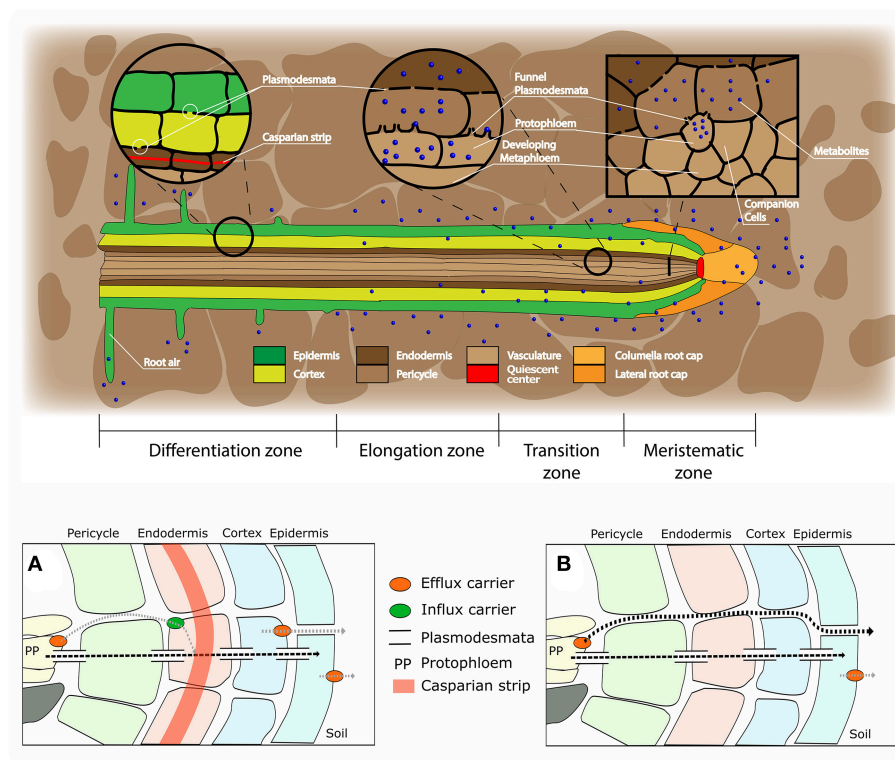 Plasmodesmata
Casparian strip
Funnel
Plasmodesmata
Protophloem
Developing
Metaphloem
Metabolites
Companion
Cells
Root air
Epidermis
Cortex
Endodermis
Pericycle
Vasculature
Quiescent
center
Columella root cap
Lateral root cap
Differentiation zone
Elongation zone
Transition
zone
Meristematic
zone
Pericycle Endodermis Cortex Epidermis
A
PP
Soil
Efflux carrier
Influx carrier
Plasmodesmata
PP Protophloem
Casparian strip
Pericycle Endodermis Cortex Epidermis
B
PP
Soil